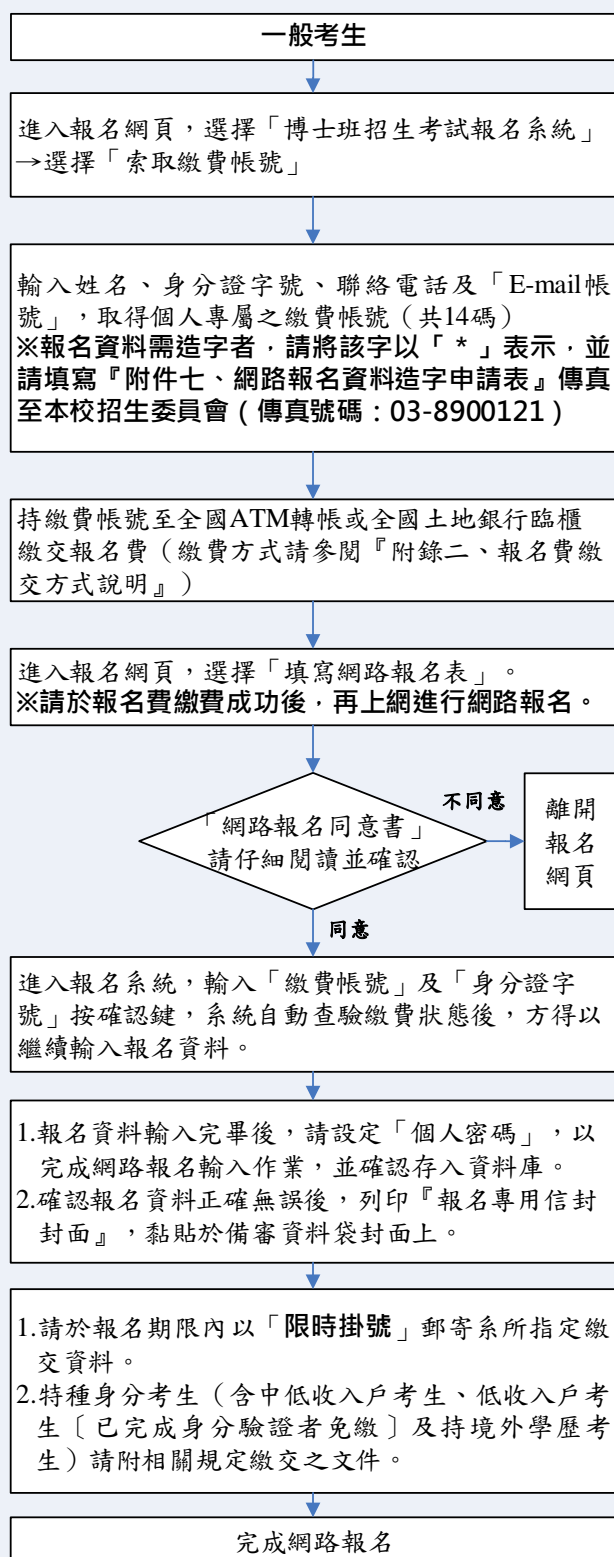 一般考生
進入報名網頁，選擇「博士班招生考試報名系統」
→選擇「索取繳費帳號」
輸入姓名、身分證字號、聯絡電話及「E-mail帳
號」，取得個人專屬之繳費帳號（共14碼）
※報名資料需造字者，請將該字以「 * 」表示，並
請填寫『附件七、網路報名資料造字申請表』傳真
至本校招生委員會（傳真號碼：03-8900121）
持繳費帳號至全國ATM轉帳或全國土地銀行臨櫃
繳交報名費（繳費方式請參閱『附錄二、報名費繳
交方式說明』）
進入報名網頁，選擇「填寫網路報名表」。
※請於報名費繳費成功後，再上網進行網路報名。
「網路報名同意書」
請仔細閱讀並確認
不同意
離開
報名
網頁
同意
進入報名系統，輸入「繳費帳號」及「身分證字
號」按確認鍵，系統自動查驗繳費狀態後，方得以
繼續輸入報名資料。
1.報名資料輸入完畢後，請設定「個人密碼」，以
完成網路報名輸入作業，並確認存入資料庫。
2.確認報名資料正確無誤後，列印『報名專用信封
封面』，黏貼於備審資料袋封面上。
1.請於報名期限內以「限時掛號」郵寄系所指定繳
交資料。
2.特種身分考生（含中低收入戶考生、低收入戶考
生〔已完成身分驗證者免繳〕及持境外學歷考
生）請附相關規定繳交之文件。
完成網路報名